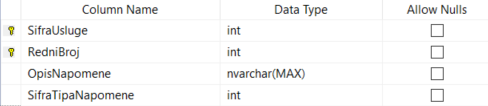 Column Name Data Type Allow Nulls
SifraUsluge int
RedniBroj int
OpisNapomene nvarchar(MAX)
SifraTipaNapomene int